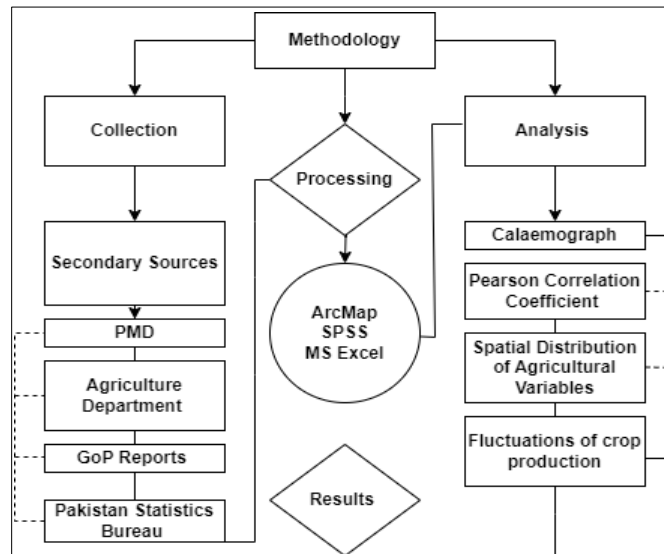 Methodology
Collection
Processing
Analysis
Secondary Sources
Calaemograph
PMD
ArcMap
SPSS
MS Excel
Pearson Correlation
Coefficient
Agriculture
Department
Spatial Distribution
of Agricultural
Variables
GoP Reports
Fluctuations of crop
production
Pakistan Statistics
Bureau
Results